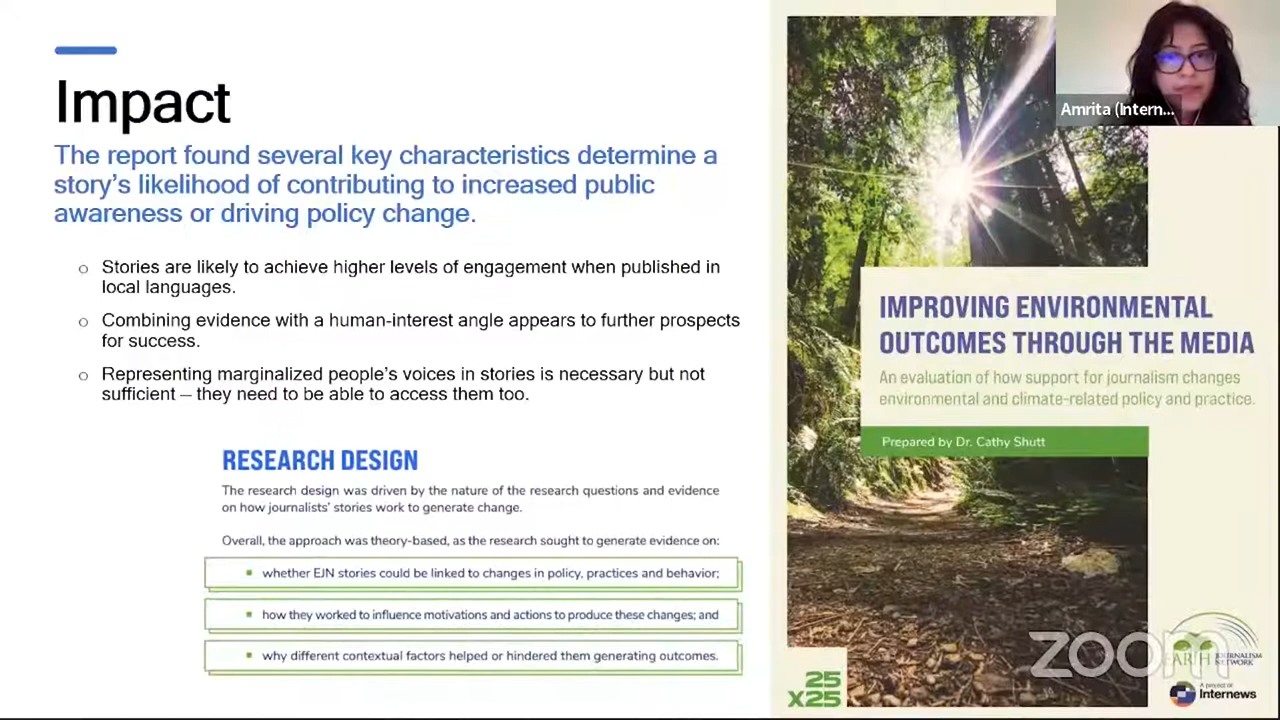 Impact
The report found several key characteristics determine a
story's likelihood of contributing to increased public
awareness or driving policy change.
Stories are likely to achieve higher levels of engagement when published in
local languages.
Combining evidence with a human-interest angle appears to further prospects
for success.
Representing marginalized people's voices in stories is necessary but not
sufficient – they need to be able to access them too.
RESEARCH DESIGN
The research design was driven by the nature of the research questions and evidence
on how journalists' stories work to generate change.
Overall, the approach was theory-based, as the research sought to generate evidence on:
whether EJN stories could be linked to changes in policy, practices and behavior;
how they worked to influence motivations and actions to produce these changes; and
why different contextual factors helped or hindered them generating outcomes.
Amrita (Intern...
IMPROVING ENVIRONMENTAL
OUTCOMES THROUGH THE MEDIA
An evaluation of how support for journalism changes
environmental and climate-related policy and practice.
Prepared by Dr. Cathy Shutt
25
X25
zoom
EARTH JOURNALISM
NETWORK
A project of
Internews